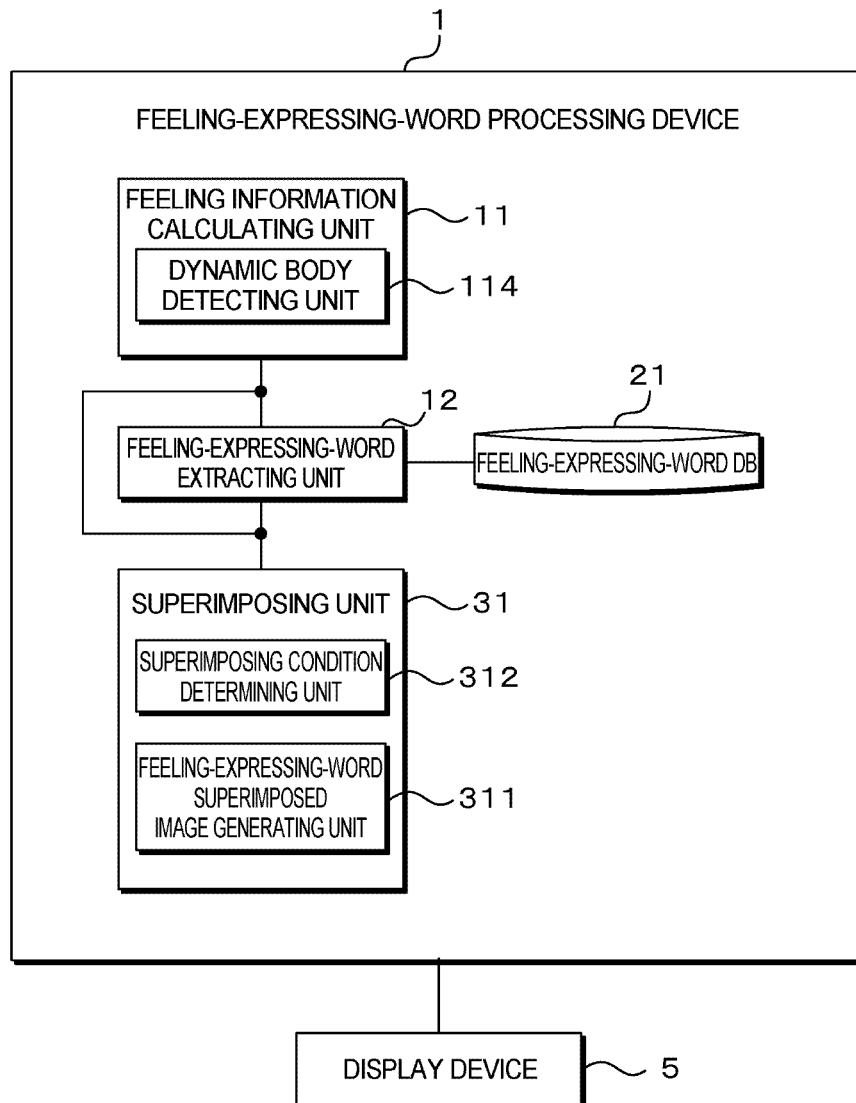 1
FEELING-EXPRESSING-WORD PROCESSING DEVICE
FEELING INFORMATION
CALCULATING UNIT
11
DYNAMIC BODY
DETECTING UNIT
114
12
FEELING-EXPRESSING-WORD
EXTRACTING UNIT
21
FEELING-EXPRESSING-WORD DB
SUPERIMPOSING UNIT
31
SUPERIMPOSING CONDITION
DETERMINING UNIT
312
FEELING-EXPRESSING-WORD
SUPERIMPOSED
IMAGE GENERATING UNIT
311
DISPLAY DEVICE
5